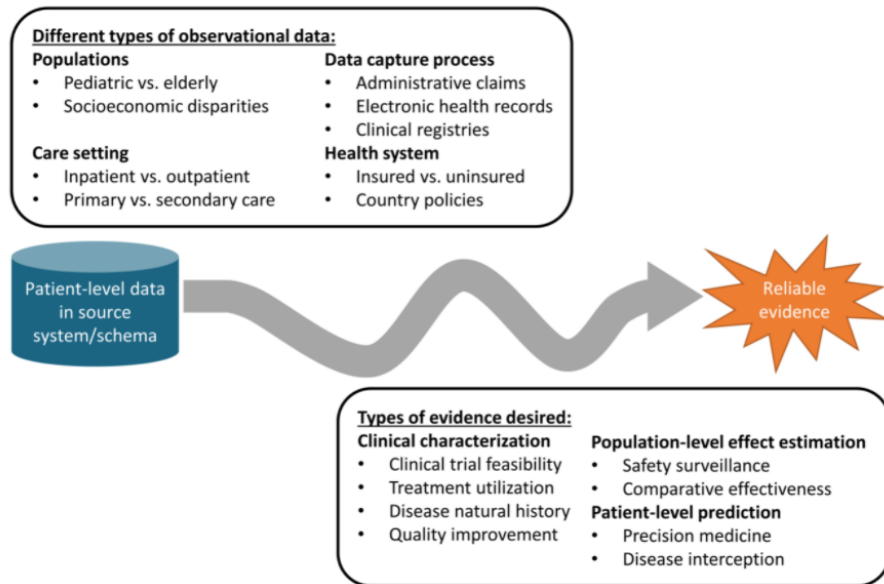 Different types of observational data:
Populations
• Pediatric vs. elderly
• Socioeconomic disparities
Data capture process
• Administrative claims
• Electronic health records
• Clinical registries
Care setting
• Inpatient vs. outpatient
• Primary vs. secondary care
Health system
• Insured vs. uninsured
• Country policies
Patient-level data
in source
system/schema
Reliable
evidence
Types of evidence desired:
Clinical characterization
• Clinical trial feasibility
• Treatment utilization
• Disease natural history
• Quality improvement
Population-level effect estimation
• Safety surveillance
• Comparative effectiveness
Patient-level prediction
• Precision medicine
• Disease interception